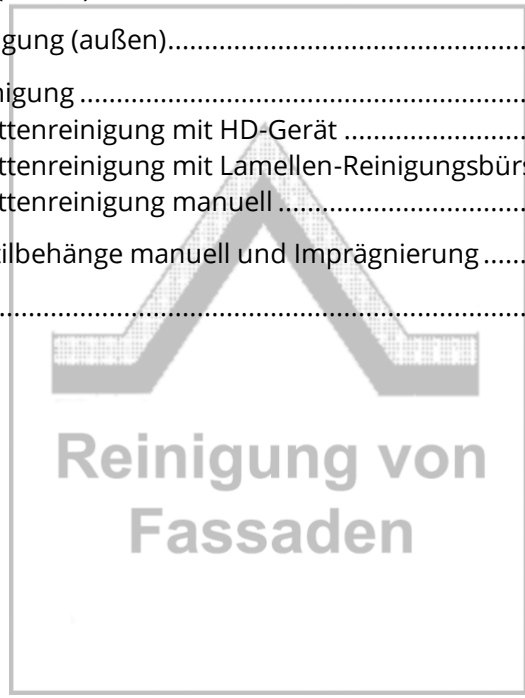 gung (außen)
nigung
ttenreinigung mit HD-Gerät
ttenreinigung mit Lamellen-Reinigungsbürs
ttenreinigung manuell
tilbehänge manuell und Imprägnierung
Reinigung von
Fassaden